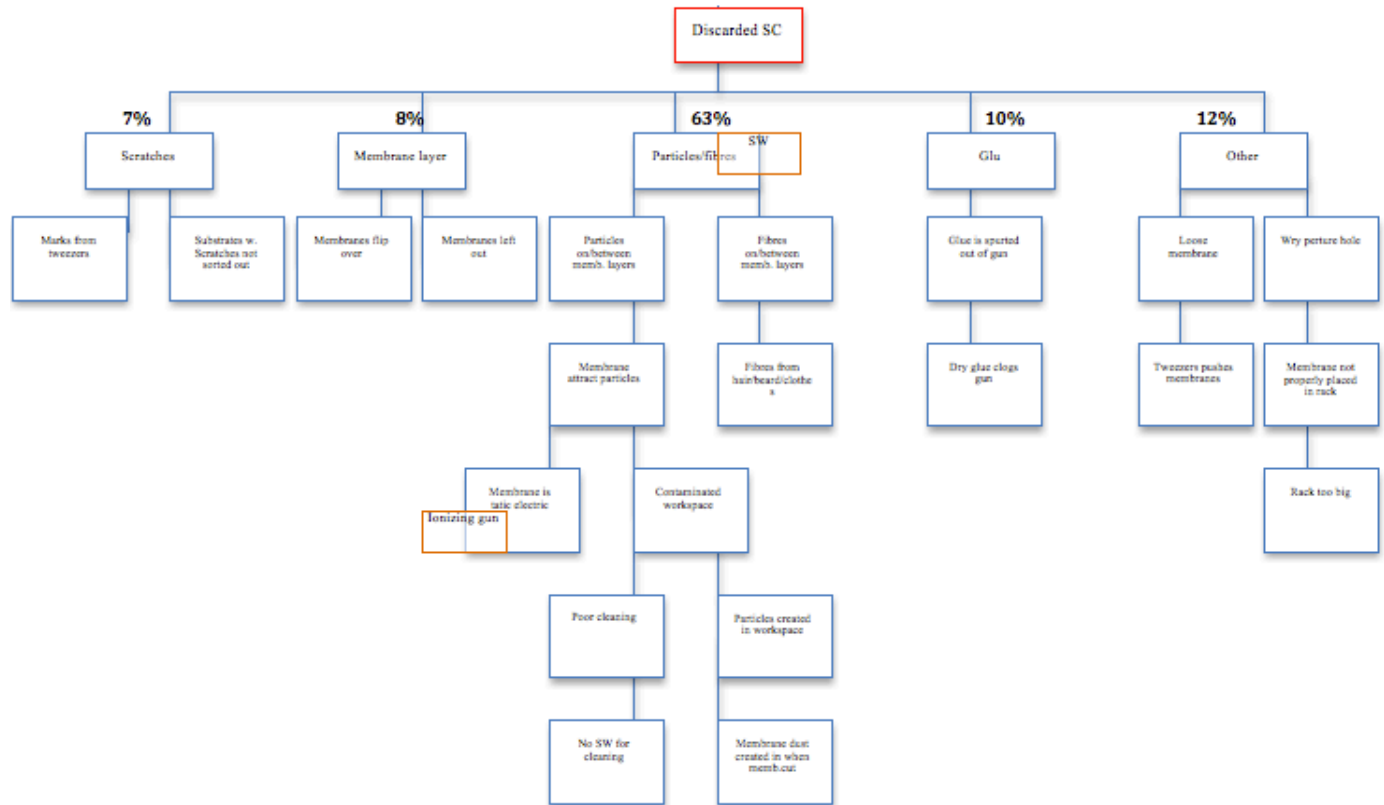 Discarded SC
7%
8%
63%
10%
12%
Scratches
Membrane layer
Particles/fibres
SW
Glu
Other
Marks from
tweezers
Substrates w.
Scratches not
sorted out
Membranes flip
over
Membranes left
out
Particles
on/between
memb. layers
Fibres
on/between
memb. layers
Glue is spurted
out of gun
Loose
membrane
Wry perture hole
Membrane
attract particles
Fibres from
hair/beard/clothe
s
Dry glue clogs
gun
Tweezers pushes
membranes
Membrane not
properly placed
in rack
Membrane is
tatic electric
Ionizing gun
Contaminated
workspace
Rack too big
Poor cleaning
Particles created
in workspace
No SW for
cleaning
Membrane dust
created in when
memb.cut